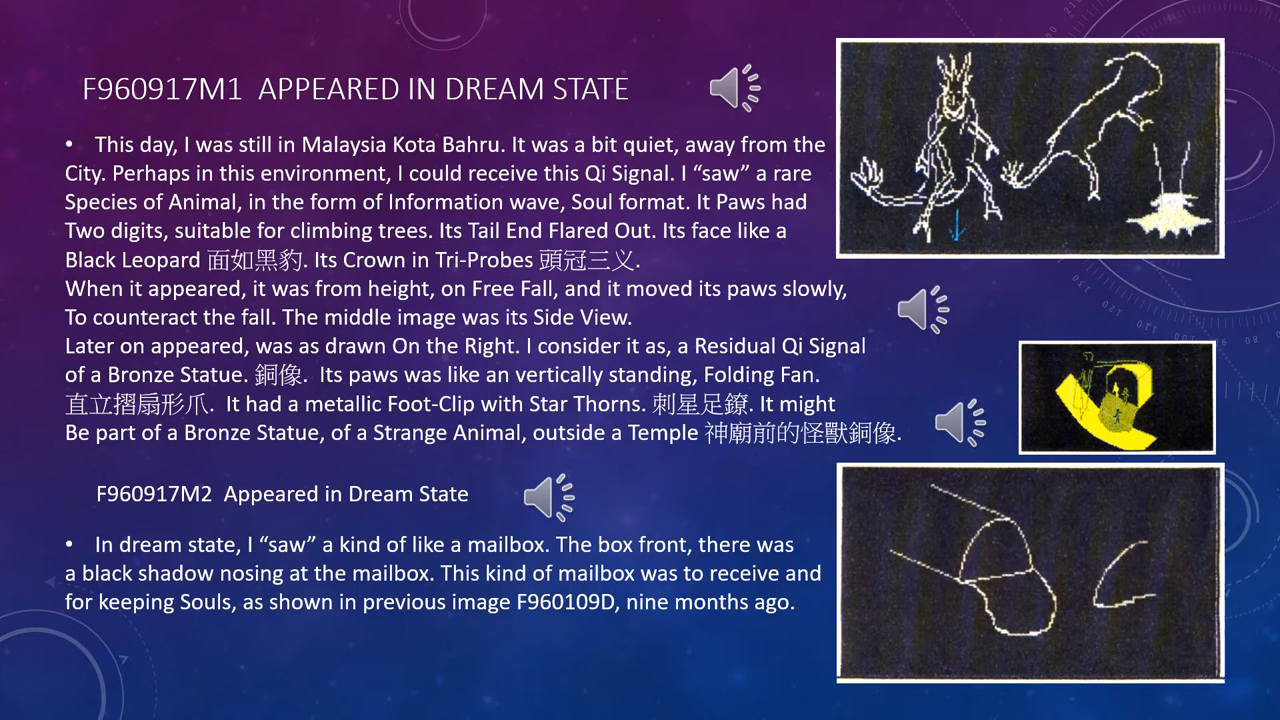 F960917M1 APPEARED IN DREAM STATE
• This day, I was still in Malaysia Kota Bahru. It was a bit quiet, away from the
City. Perhaps in this environment, I could receive this Qi Signal. I “saw” a rare
Species of Animal, in the form of Information wave, Soul format. It Paws had
Two digits, suitable for climbing trees. Its Tail End Flared Out. Its face like a
Black Leopard 面如黑豹. Its Crown in Tri-Probes 頭冠三义.
When it appeared, it was from height, on Free Fall, and it moved its paws slowly,
To counteract the fall. The middle image was its Side View.
Later on appeared, was as drawn On the Right. I consider it as, a Residual Qi Signal
of a Bronze Statue. 銅像. Its paws was like an vertically standing, Folding Fan.
直立摺扇形爪. It had a metallic Foot-Clip with Star Thorns. 刺星足鐐. It might
Be part of a Bronze Statue, of a Strange Animal, outside a Temple 神廟前的怪獸銅像.
F960917M2 Appeared in Dream State
• In dream state, I “saw” a kind of like a mailbox. The box front, there was
a black shadow nosing at the mailbox. This kind of mailbox was to receive and
for keeping Souls, as shown in previous image F960109D, nine months ago.